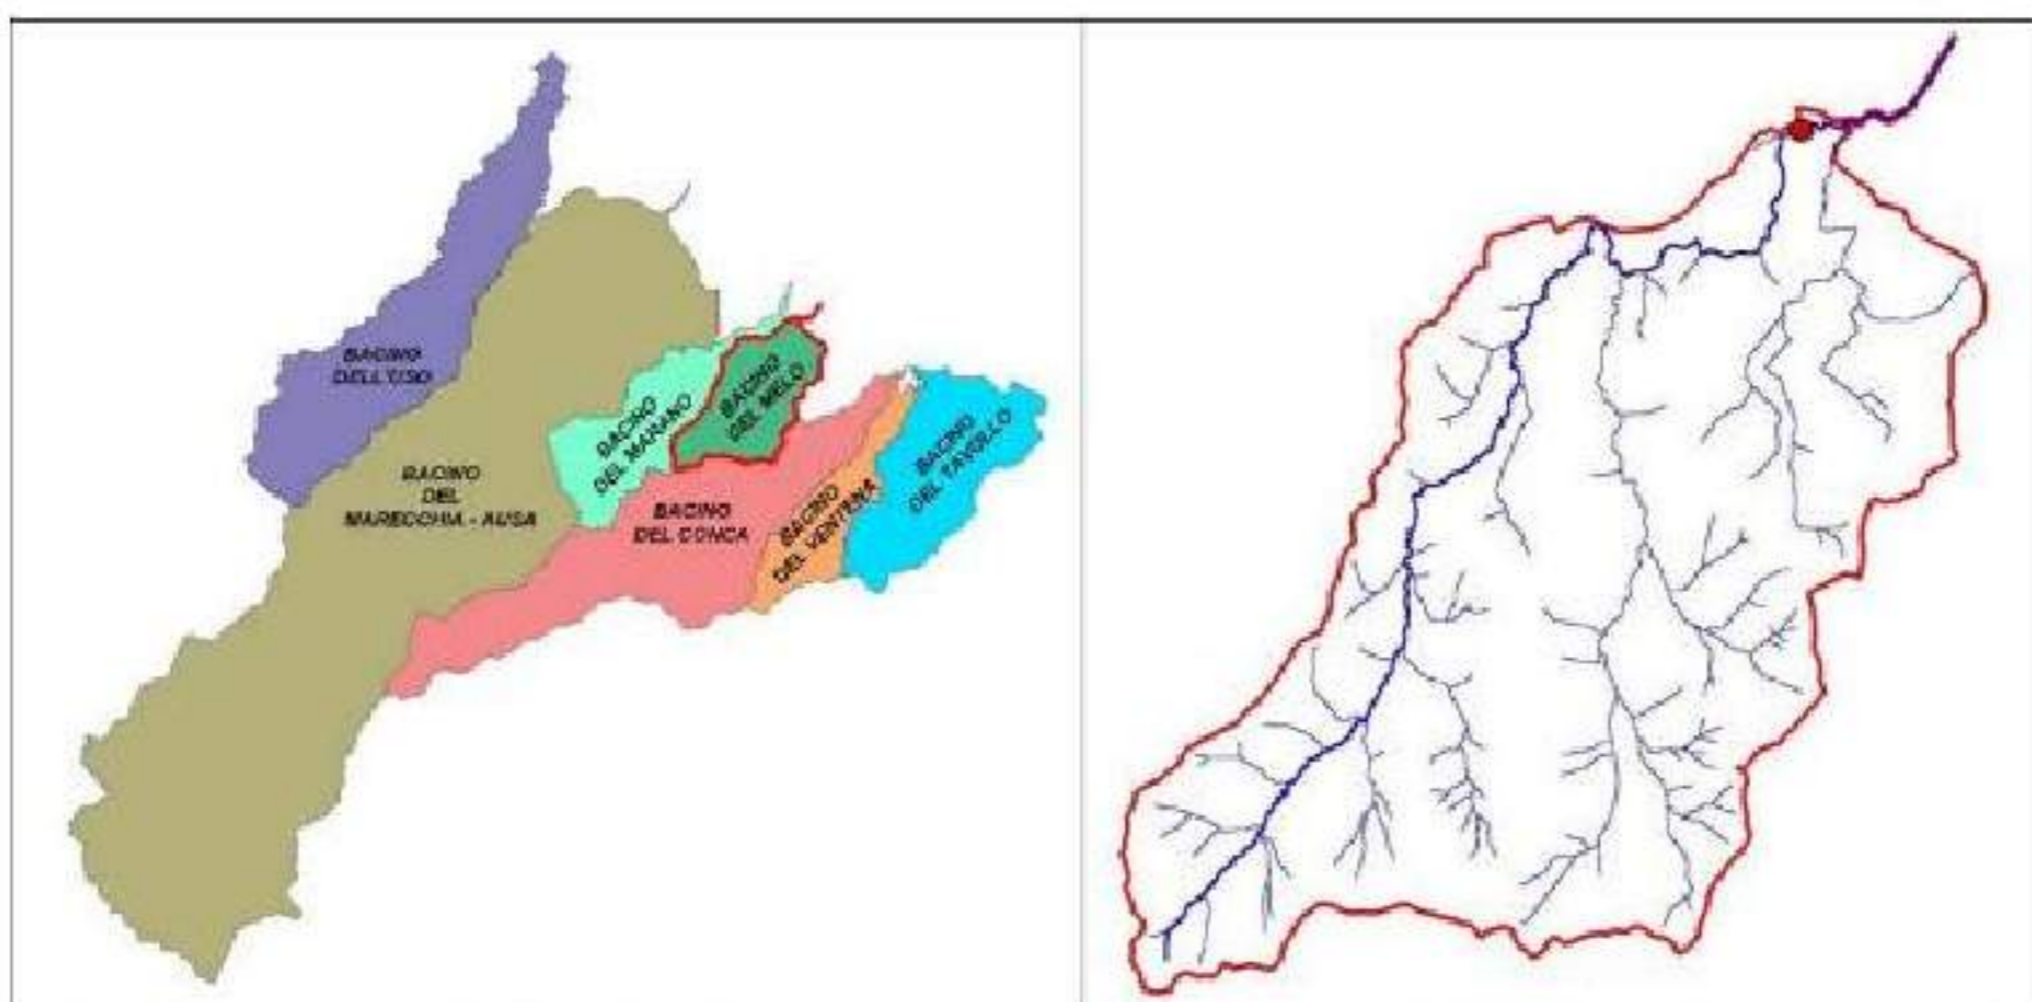 BACINO
DELL'USO
BACINO
DEL
MARECCHIA - AUSA
BACINO
DEL MARANO
BACINO
DEL MELO
BACINO
DEL CONCA
BACINO
DEL VENTENA
BACINO
DEL TAVOLLO